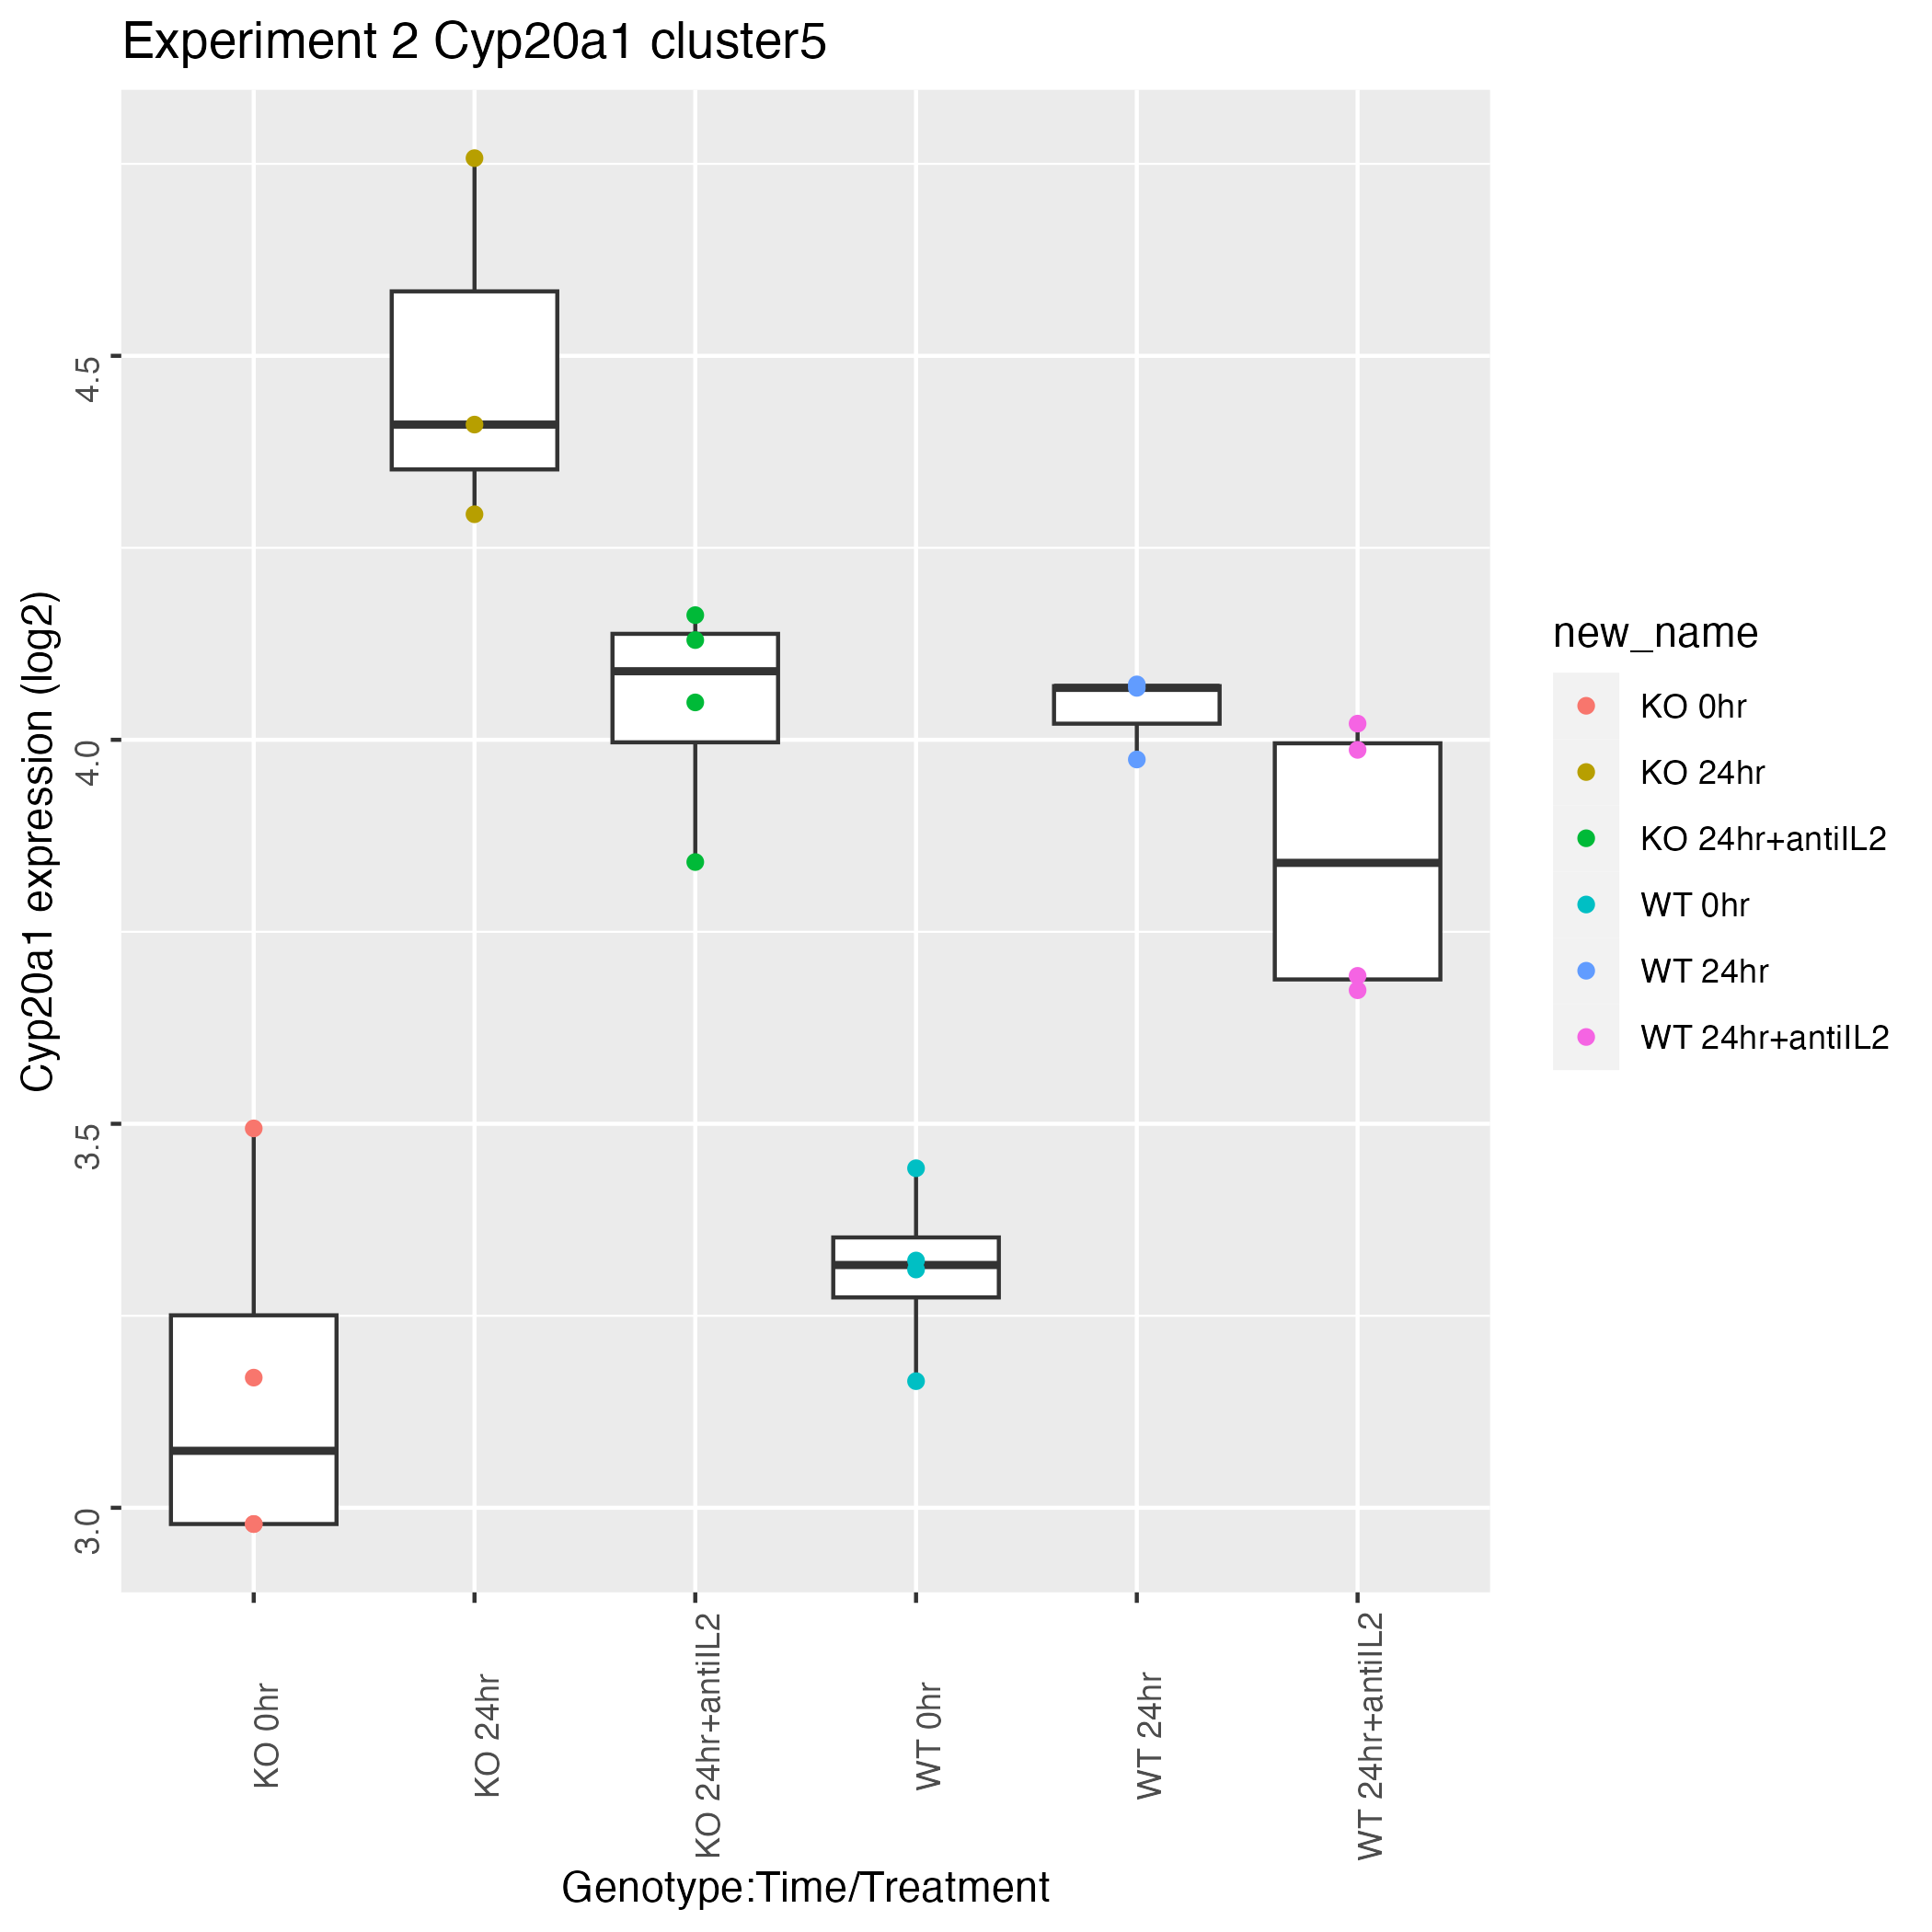 Experiment 2 Cyp20a1 cluster5
Cyp20a1 expression (log2)
4.5
4.0
3.5
3.0
KO 0hr
KO 24hr
KO 24hr+antiIL2
WT 0hr
WT 24hr
WT 24hr+antiIL2
Genotype:Time/Treatment
new_name
KO 0hr
KO 24hr
KO 24hr+antiIL2
WT 0hr
WT 24hr
WT 24hr+antiIL2